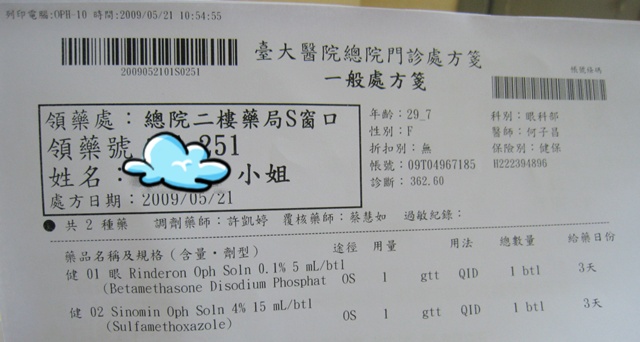 列印電腦:OPH-10 時間:2009/05/21 10:54:55
2009052101S0251
臺大醫院總院門診處方箋
一般處方箋
帳號條碼
領藥處：總院二樓藥局S窗口
領藥號 251
姓名： 小姐
處方日期：2009/05/21
年齡：29_7
性別：F
折扣別：無
帳號：09T04967185
診斷：362.60
科別：眼科部
醫師：何子昌
保險別：健保
H222394896
●共 2 種藥 調劑藥師：許凱婷 覆核藥師：蔡慧如 過敏紀錄：
藥品名稱及規格(含量·劑型) 途徑 用量 用法 總數量 給藥日份
健 01 眼 Rinderon Oph Soln 0.1% 5 mL/btl OS 1 gtt QID 1 btl 3天
(Betamethasone Disodium Phosphat
健 02 Sinomin Oph Soln 4% 15 mL/btl OS 1 gtt QID 1 btl 3天
(Sulfamethoxazole)